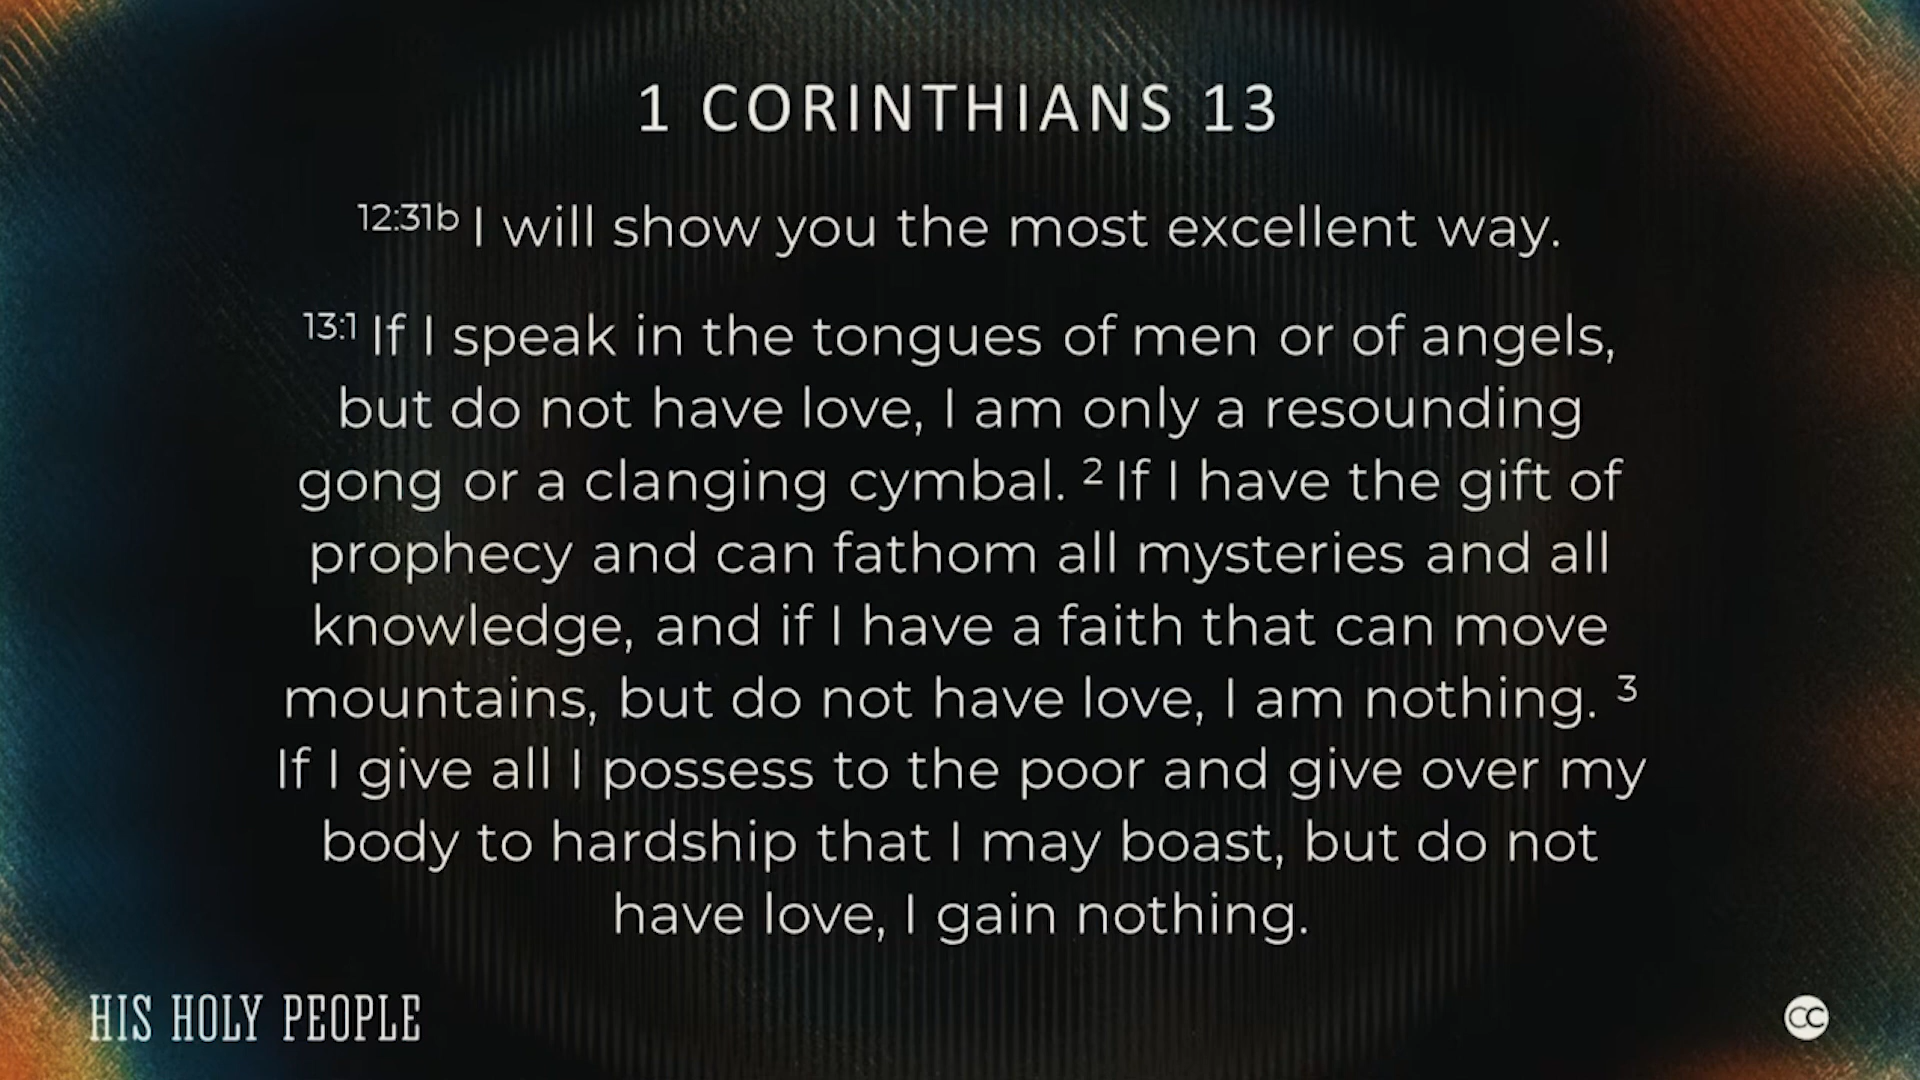 1 CORINTHIANS 13
12:31b I will show you the most excellent way.
13:1 If I speak in the tongues of men or of angels,
but do not have love, I am only a resounding
gong or a clanging cymbal. 2 If I have the gift of
prophecy and can fathom all mysteries and all
knowledge, and if I have a faith that can move
mountains, but do not have love, I am nothing. 3
If I give all I possess to the poor and give over my
body to hardship that I may boast, but do not
have love, I gain nothing.
HIS HOLY PEOPLE
CC